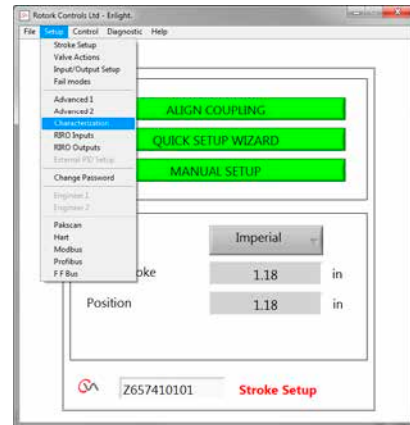 Rotork Controls Ltd - Enlight.
File Setup Control Diagnostic Help
Stroke Setup
Valve Actions
Input/Output Setup
Fail modes
Advanced 1
Advanced 2
Characterization
RIRO Inputs
RIRO Outputs
External PID Setup
Change Password
Engineer 1
Engineer 2
Pakscan
Hart
Modbus
Profibus
F F Bus
ALIGN COUPLING
QUICK SETUP WIZARD
MANUAL SETUP
Imperial
oke 1.18 in
Position 1.18 in
Z657410101 Stroke Setup